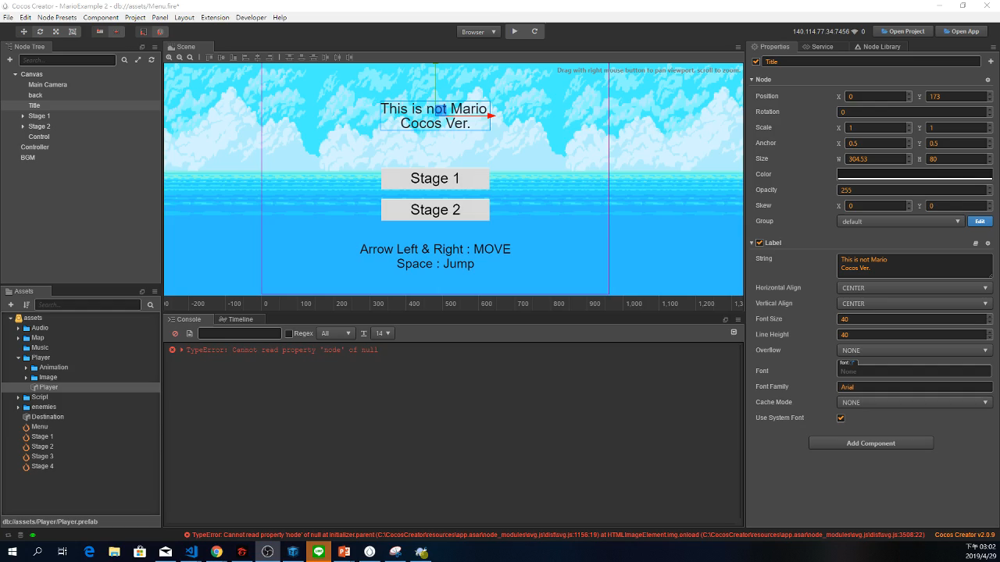 Cocos Creator - MarioExample 2 - db://assets/Menu.fire*
File Edit Node Presets Component Project Panel Layout Extension Developer Help
Browser
140.114.77.34:7456 0
Open Project
Open App
Node Tree
Search...
Canvas
Main Camera
back
Title
Stage 1
Stage 2
Control
Controller
BGM
Assets
Search...
assets
Audio
Map
Music
Player
Animation
Image
Player
Script
enemies
Destination
Menu
Stage 1
Stage 2
Stage 3
Stage 4
db://assets/Player/Player.prefab
Scene
Drag with right mouse button to pan viewport, scroll to zoom.
This is not Mario
Cocos Ver.
Stage 1
Stage 2
Arrow Left & Right : MOVE
Space : Jump
-200 -100 0 100 200 300 400 500 600 700 800 900 1,000 1,100 1,200 1,3
Console Timeline
Regex All 14
TypeError: Cannot read property 'node' of null
Properties Service Node Library
Title
Node
Position X 0 Y 173
Rotation 0
Scale X 1 Y 1
Anchor X 0.5 Y 0.5
Size W 304.53 H 80
Color
Opacity 255
Skew X 0 Y 0
Group default Edit
Label
String This is not Mario
Cocos Ver.
Horizontal Align CENTER
Vertical Align CENTER
Font Size 40
Line Height 40
Overflow NONE
font
Font None
Font Family Arial
Cache Mode NONE
Use System Font
Add Component
TypeError: Cannot read property 'node' of null at initializer.parent (C:\CocosCreator\resources\app.asar\node_modules\svg.js\dist\svg.js:1156:19) at HTMLImageElement.img.onload (C:\CocosCreator\resources\app.asar\node_modules\svg.js\dist\svg.js:3508:22)
Cocos Creator v2.0.9
下午 03:02
2019/4/29